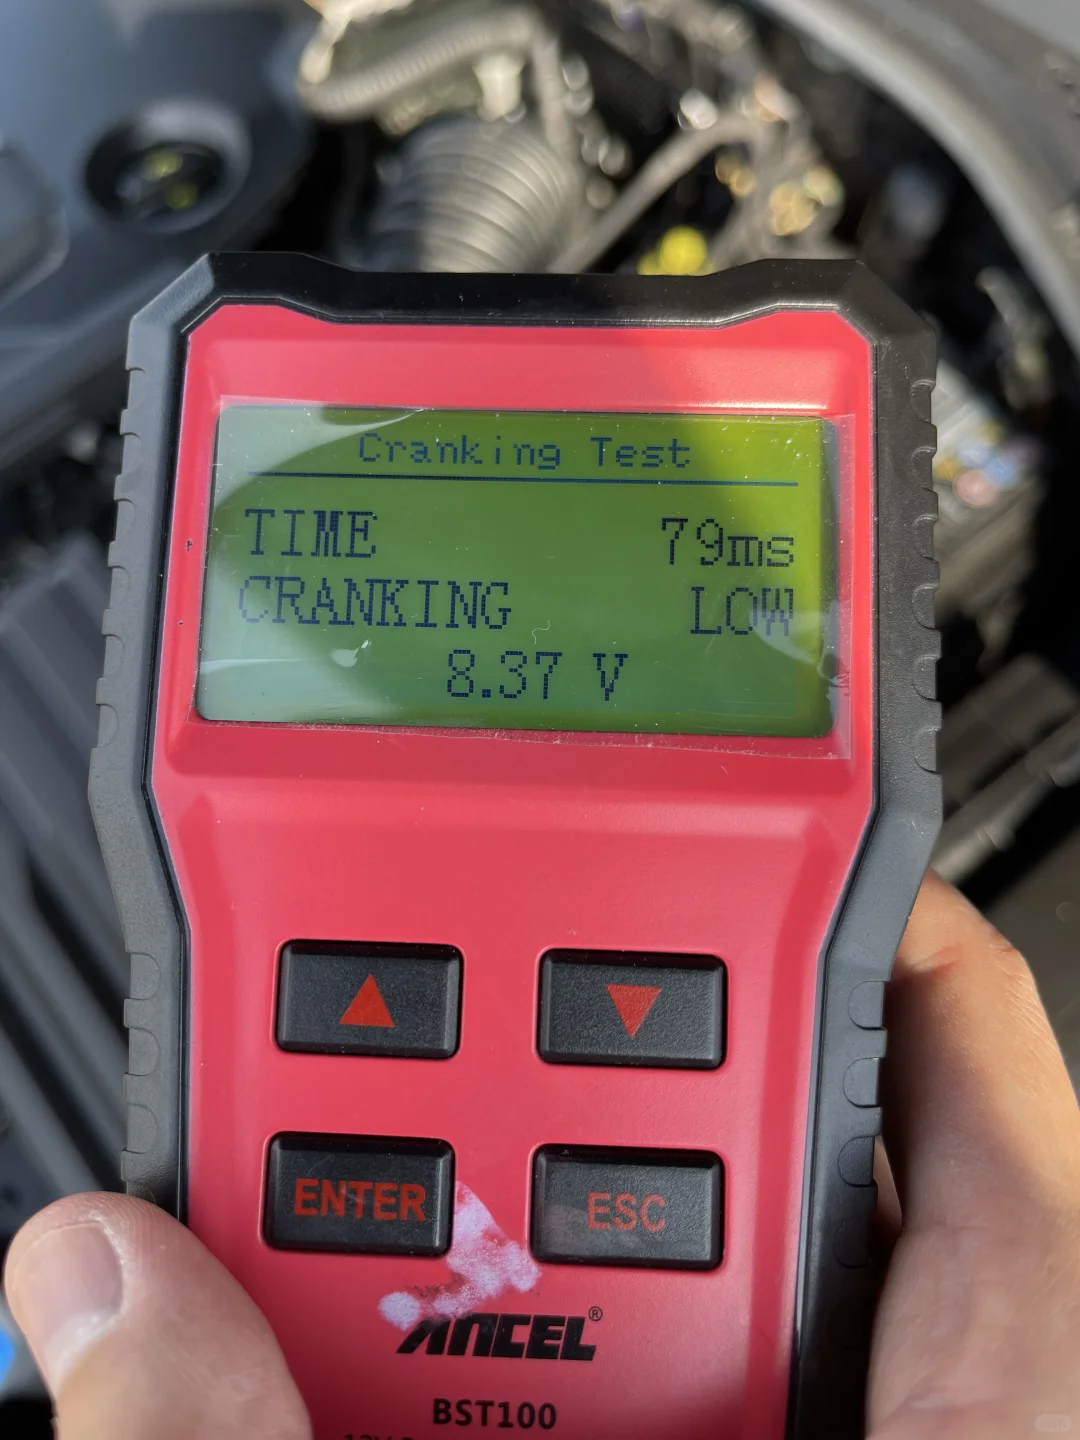 Cranking Test
TIME 79ms
CRANKING LOW
8.37 V
ENTER
ESC
ANCEL®
BST100